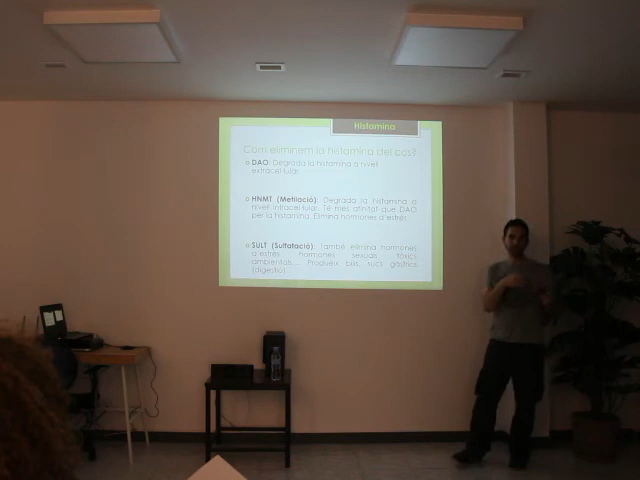 Histamina
Com eliminem la histamina del cos?
DAO: Degrada la histamina a nivell
extracel·lular.
HNMT (Metilació): Degrada la histamina a
nivell intracel·lular. Té més afinitat que DAO
per la histamina. Elimina hormones d'estrés.
SULT (Sulfatació): També elimina hormones
d'estrés, hormones sexuals, tòxics
ambientals... Produeix bilis, sucs gàstrics
(digestió)